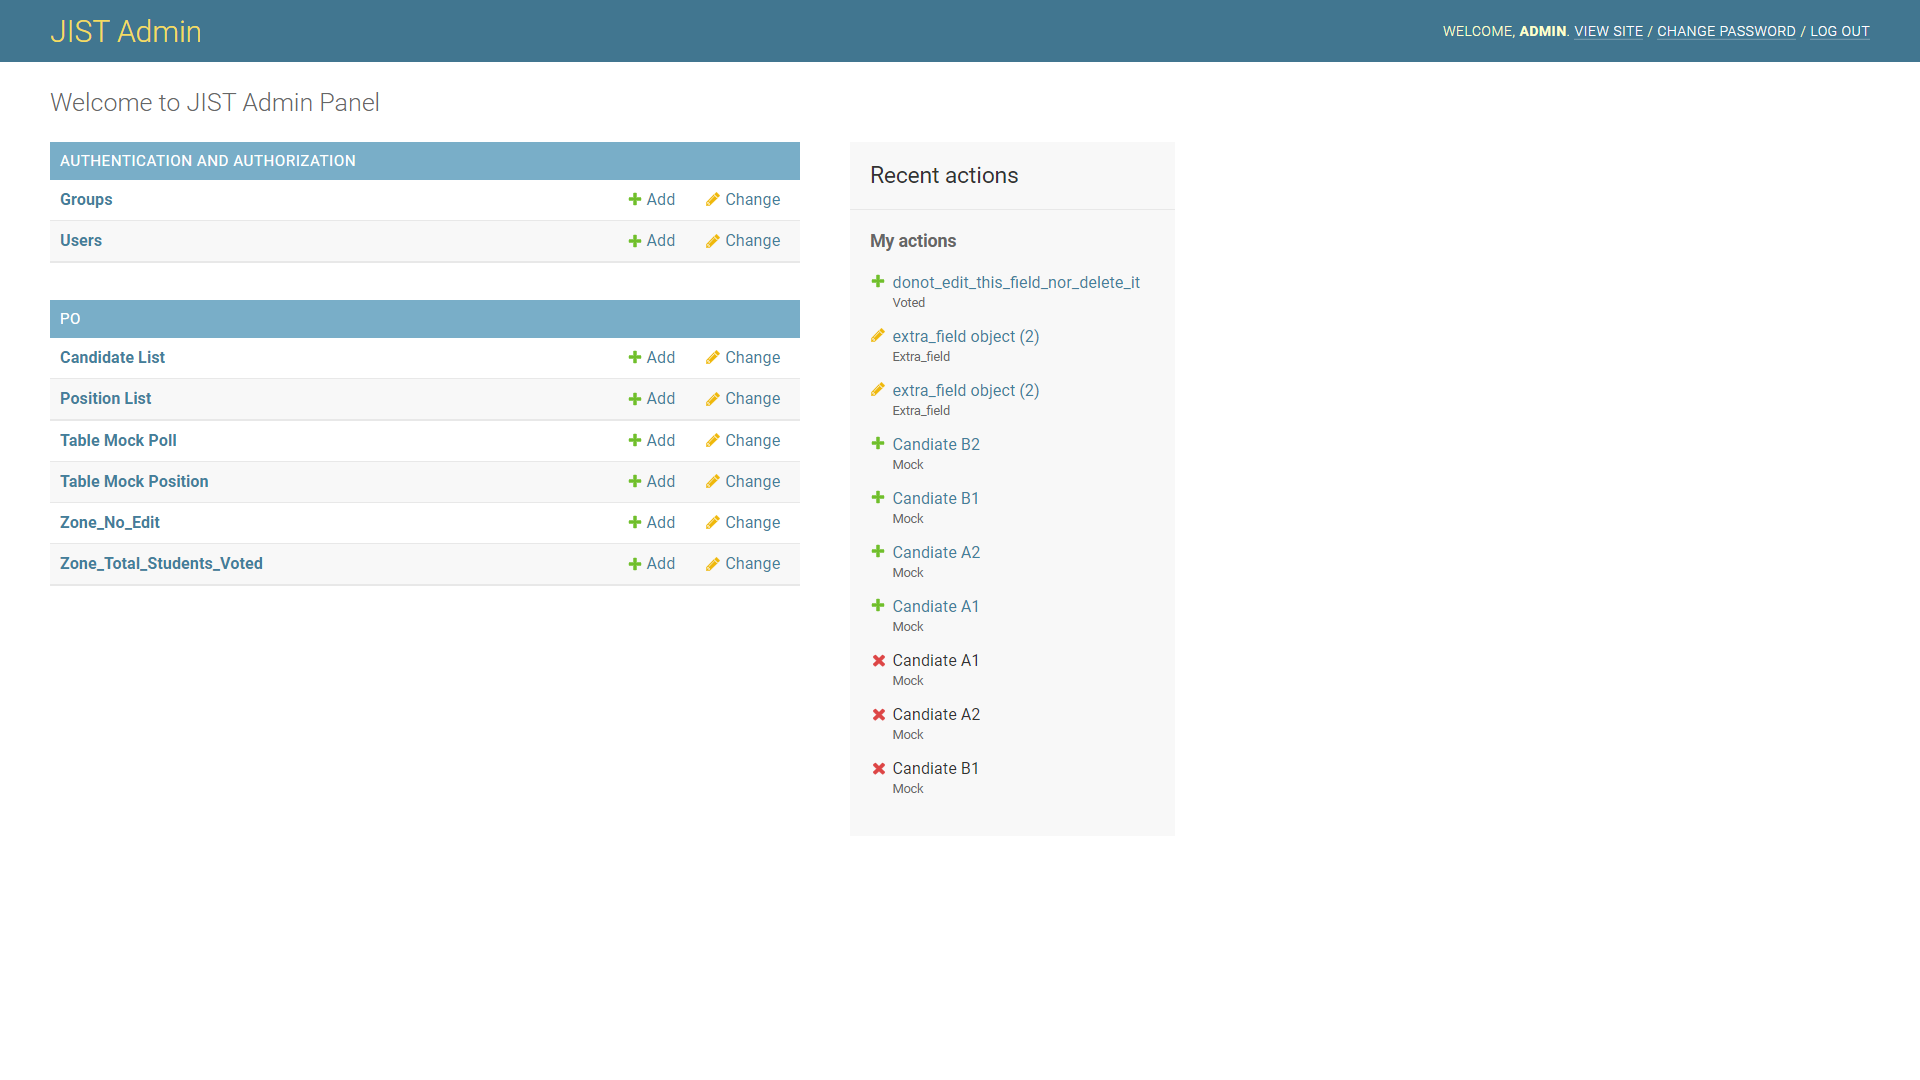 JIST Admin
WELCOME, ADMIN. VIEW SITE / CHANGE PASSWORD / LOG OUT
Welcome to JIST Admin Panel
AUTHENTICATION AND AUTHORIZATION
Groups Add Change
Users Add Change
PO
Candidate List Add Change
Position List Add Change
Table Mock Poll Add Change
Table Mock Position Add Change
Zone_No_Edit Add Change
Zone_Total_Students_Voted Add Change
Recent actions
My actions
donot_edit_this_field_nor_delete_it
Voted
extra_field object (2)
Extra_field
extra_field object (2)
Extra_field
Candiate B2
Mock
Candiate B1
Mock
Candiate A2
Mock
Candiate A1
Mock
Candiate A1
Mock
Candiate A2
Mock
Candiate B1
Mock